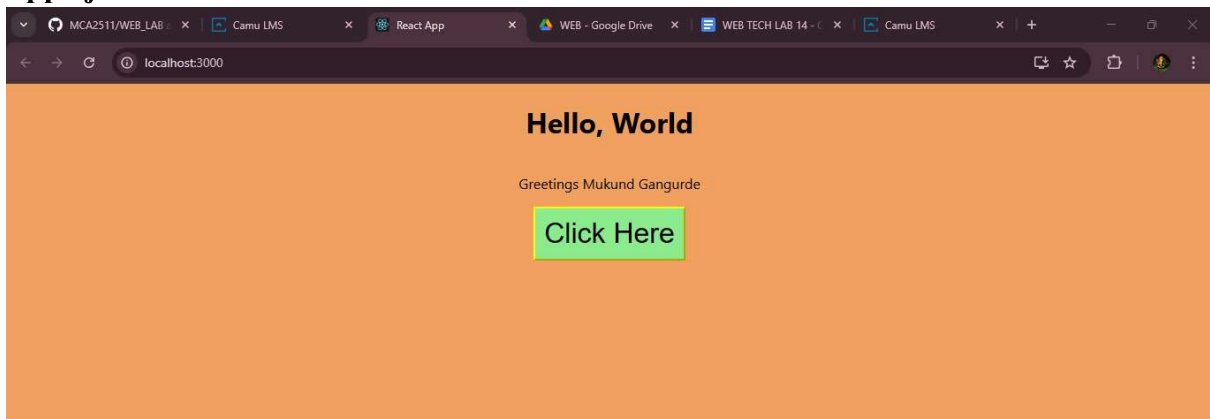 MCA2511/WEB_LAB
Camu LMS
React App
WEB - Google Drive
WEB TECH LAB 14 -
Camu LMS
localhost:3000
Hello, World
Greetings Mukund Gangurde
Click Here